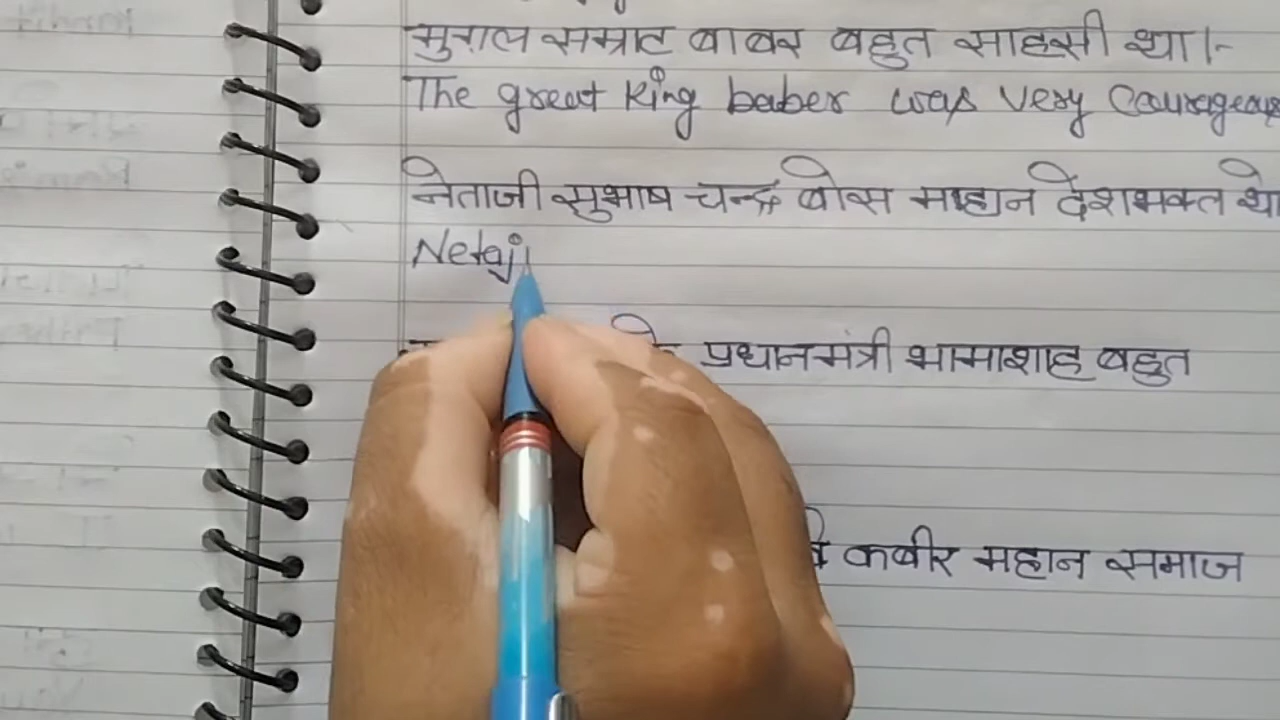 मुगल सम्राट बाबर बहुत साहसी था।-
The great King baber was very Courageous
नेताजी सुभाष चन्द्र बोस महान देशभक्त थे।
Netaji
के प्रधानमंत्री भामाशाह बहुत
कबीर महान समाज